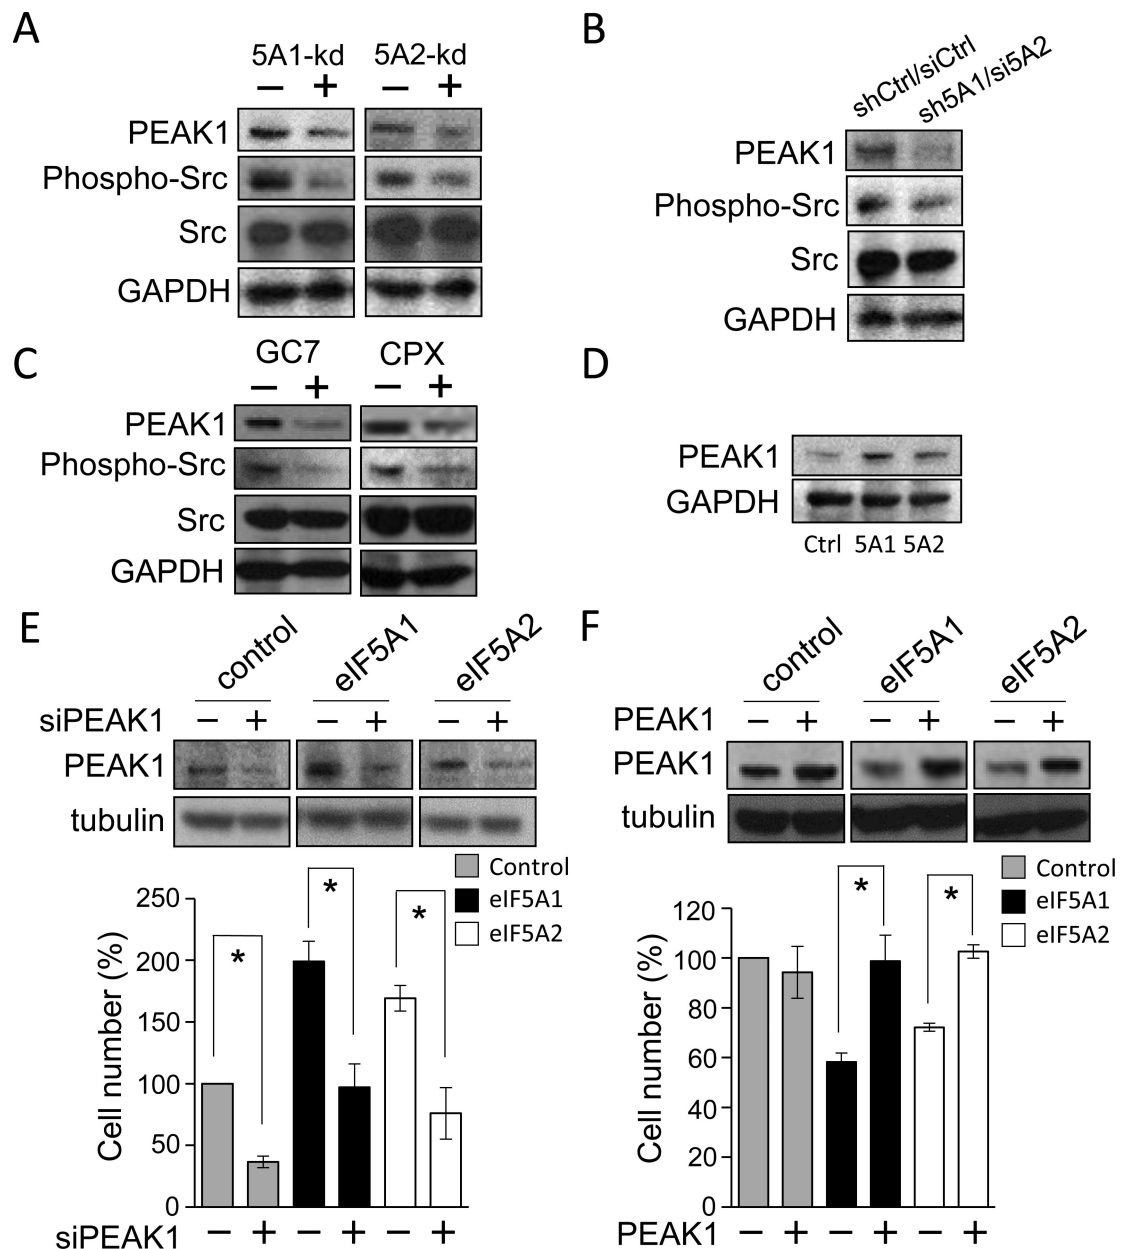 A
5A1-kd 5A2-kd
− + − +
PEAK1
Phospho-Src
Src
GAPDH
B
shCtrl/siCtrl
sh5A1/si5A2
PEAK1
Phospho-Src
Src
GAPDH
C
GC7 CPX
− + − +
PEAK1
Phospho-Src
Src
GAPDH
D
PEAK1
GAPDH
Ctrl 5A1 5A2
E
control eIF5A1 eIF5A2
siPEAK1 − + − + − +
PEAK1
tubulin
Control
eIF5A1
eIF5A2
Cell number (%)
250
200
150
100
50
0
* * *
siPEAK1 − + − + − +
F
control eIF5A1 eIF5A2
PEAK1 − + − + − +
PEAK1
tubulin
Control
eIF5A1
eIF5A2
Cell number (%)
120
100
80
60
40
20
0
* *
PEAK1 − + − + − +